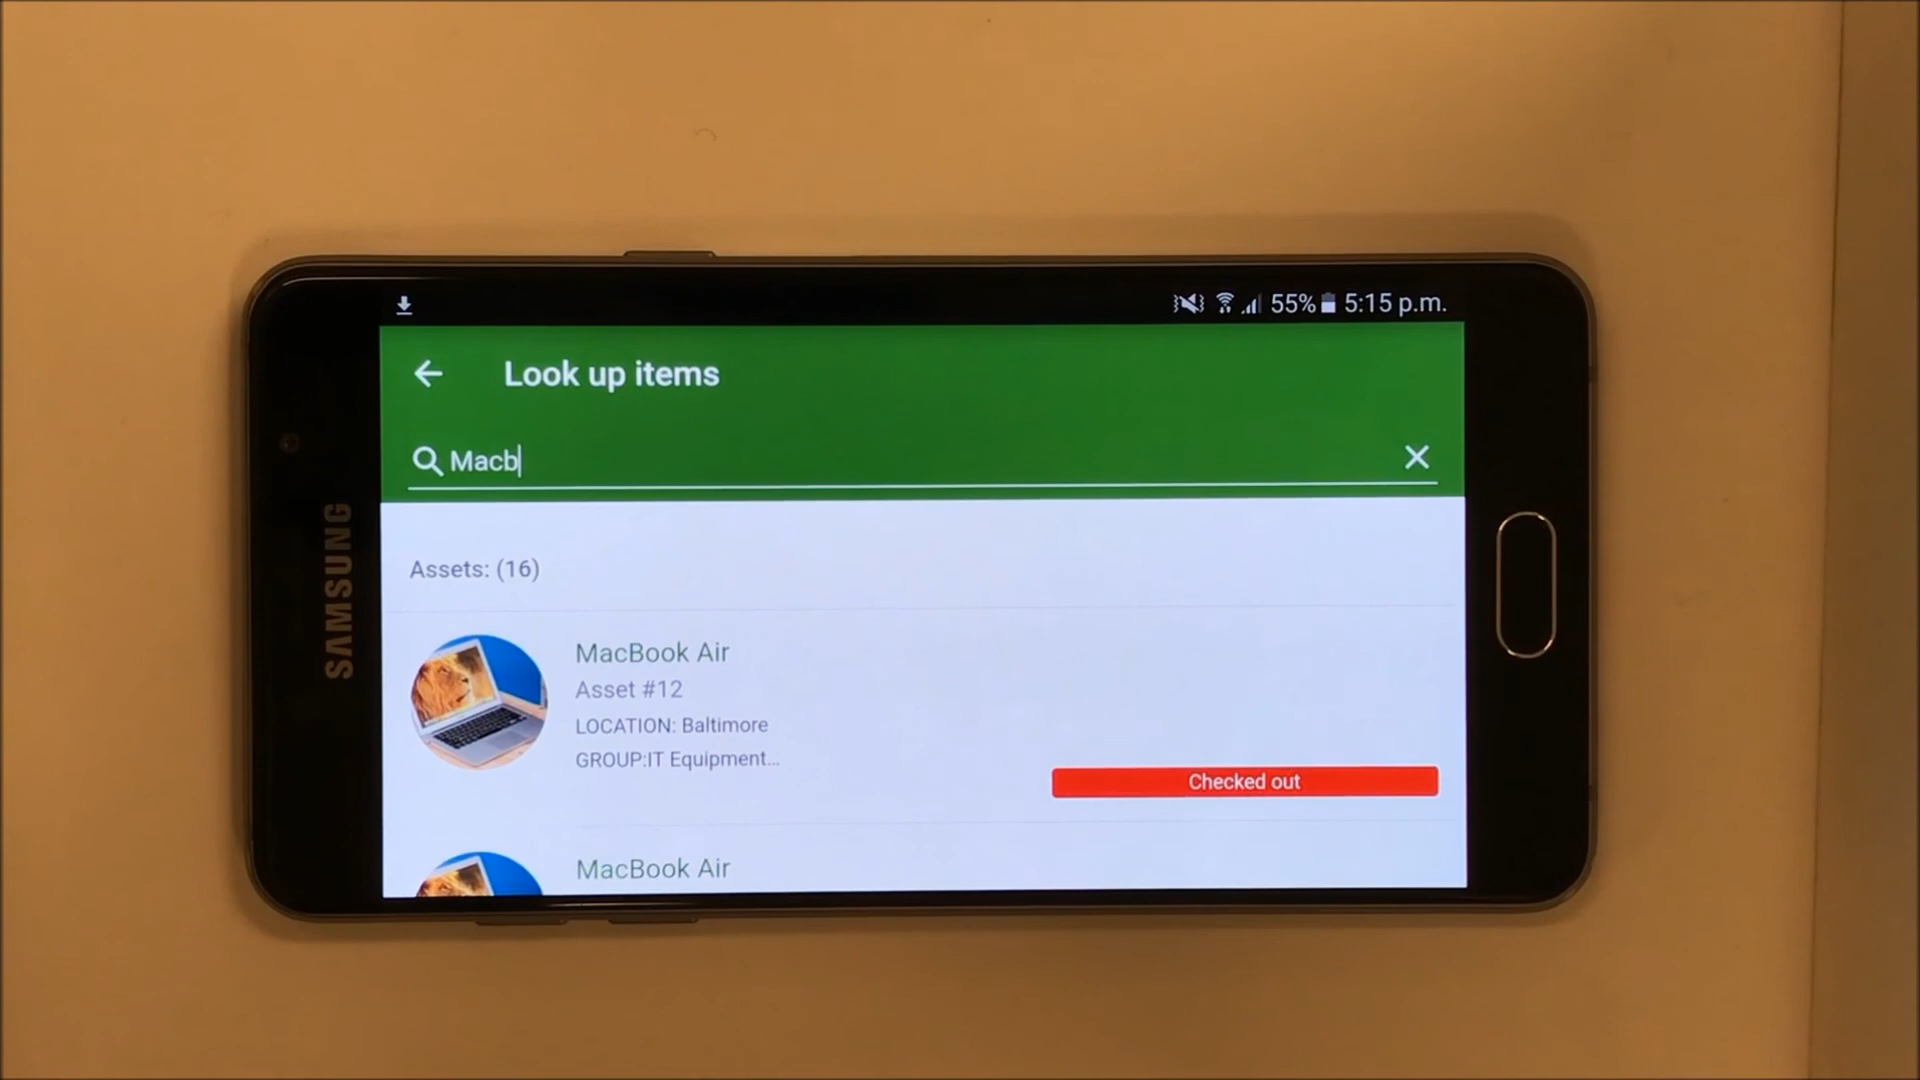 55% 5:15 p.m.
Look up items
Macb
SAMSUNG
Assets: (16)
MacBook Air
Asset #12
LOCATION: Baltimore
GROUP:IT Equipment...
Checked out
MacBook Air